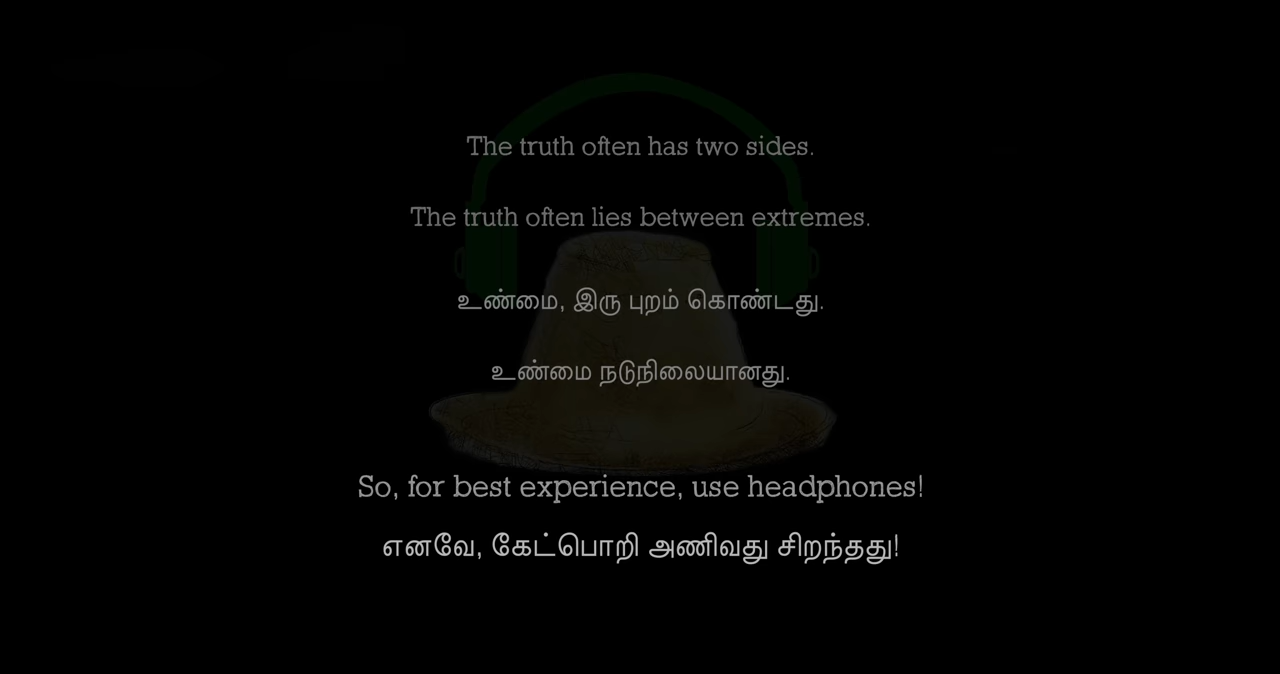 The truth often has two sides.
The truth often lies between extremes.
உண்மை, இரு புறம் கொண்டது.
உண்மை நடுநிலையானது.
So, for best experience, use headphones!
எனவே, கேட்பொறி அணிவது சிறந்தது!